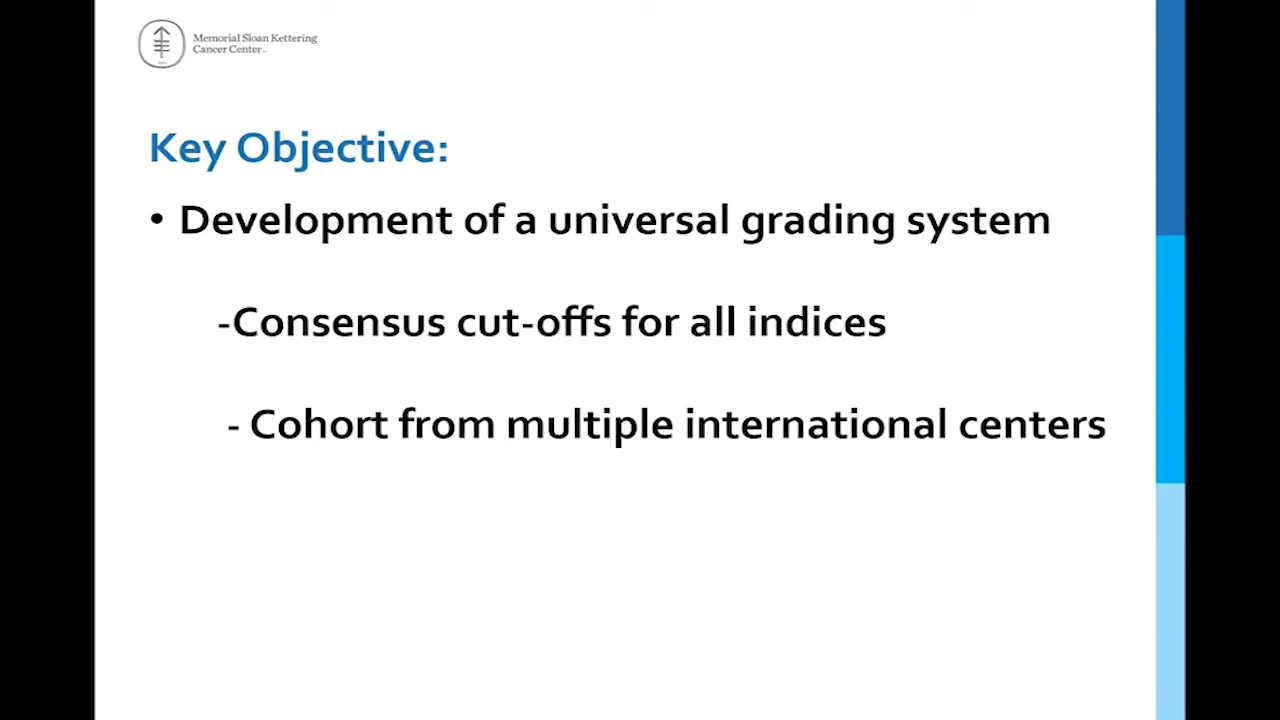 Memorial Sloan Kettering
Cancer Center
Key Objective:
• Development of a universal grading system
-Consensus cut-offs for all indices
- Cohort from multiple international centers